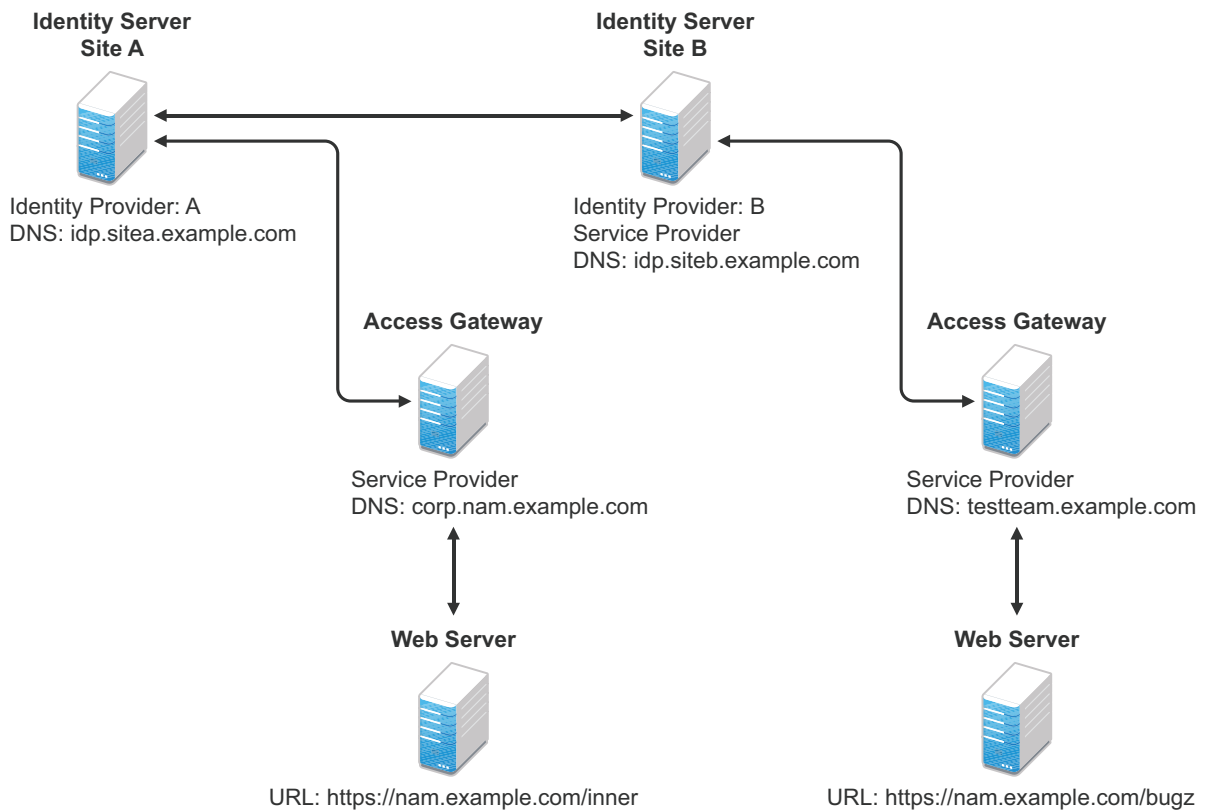 Identity Server
Site A
Identity Server
Site B
Identity Provider: A
DNS: idp.sitea.example.com
Identity Provider: B
Service Provider
DNS: idp.siteb.example.com
Access Gateway
Access Gateway
Service Provider
DNS: corp.nam.example.com
Service Provider
DNS: testteam.example.com
Web Server
Web Server
URL: https://nam.example.com/inner
URL: https://nam.example.com/bugz